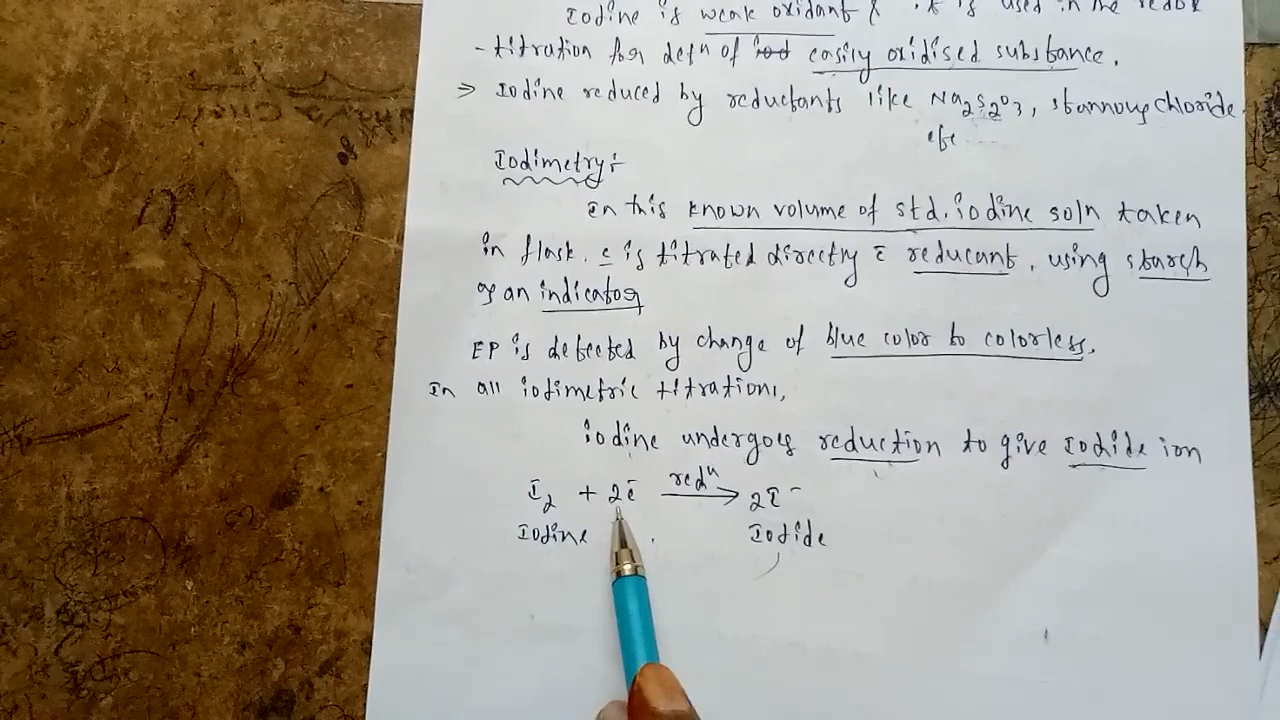 Iodine is weak oxidant & it is used in the redox
- titration for detn of iod easily oxidised substance.
⇒ Iodine reduced by reductants like Na2S2O3, stannous chloride
etc ....
Iodimetry :-
In this known volume of std. iodine soln taken
in flask. c is titrated directly c̄ reducant, using starch
as an indicator
EP is detected by change of blue color to colorless.
In all iodimetric titrations,
iodine undergoes reduction to give Iodide ion
I2 + 2ē redn → 2I⁻
Iodine Iodide